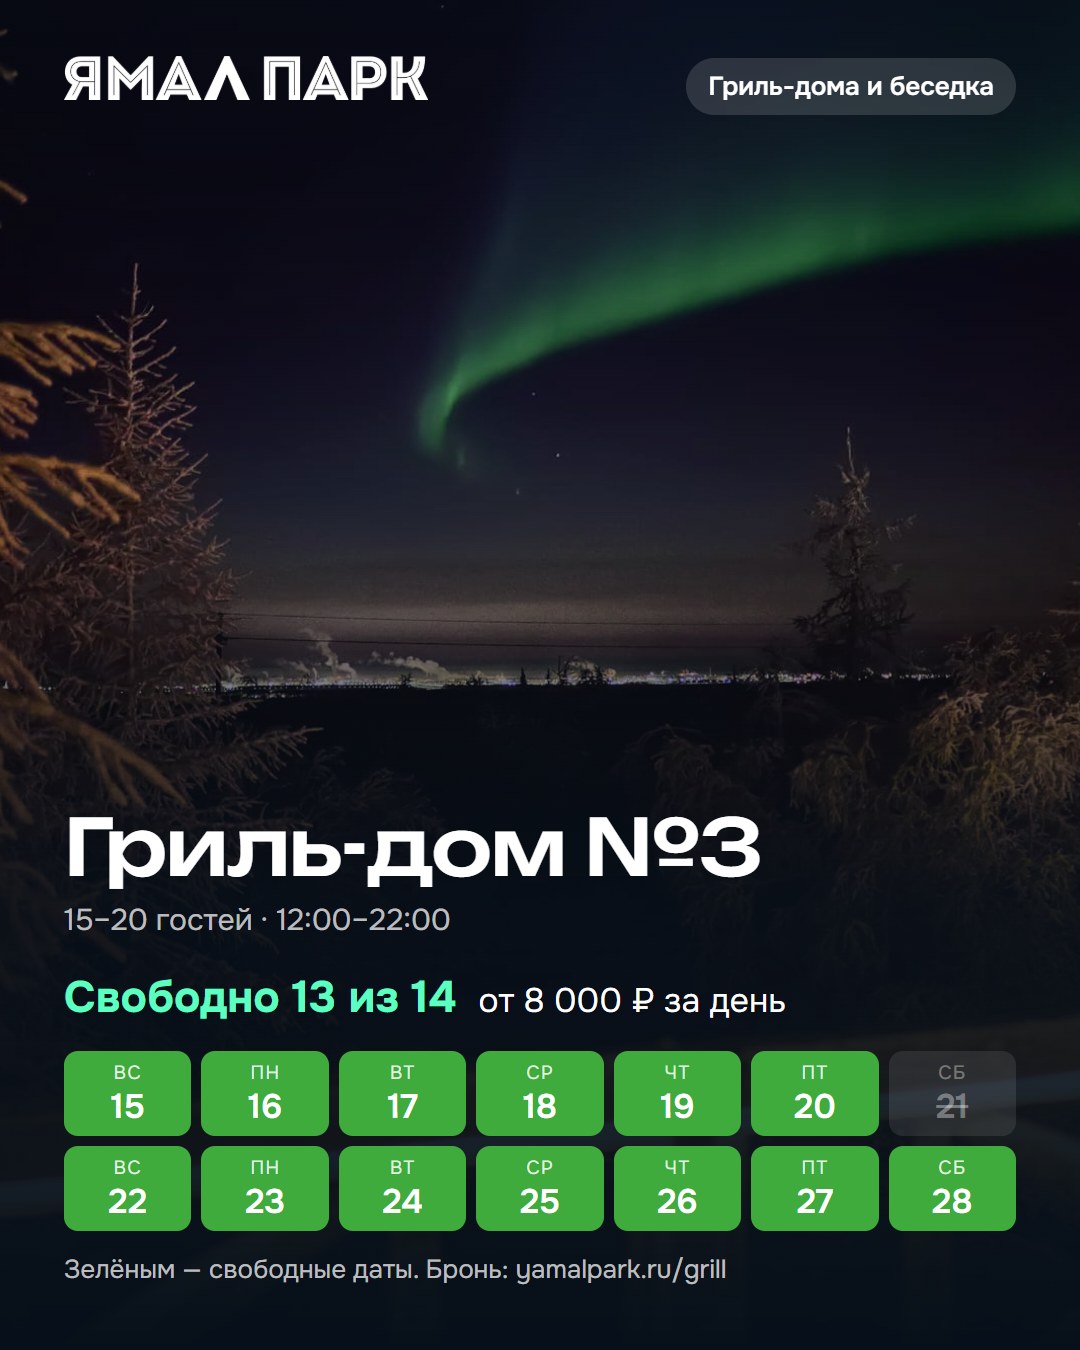 ЯМАЛ ПАРК
Гриль-дома и беседка
Гриль-дом №3
15–20 гостей · 12:00–22:00
Свободно 13 из 14 от 8 000 ₽ за день
ВС ПН ВТ СР ЧТ ПТ СБ
15 16 17 18 19 20 21
ВС ПН ВТ СР ЧТ ПТ СБ
22 23 24 25 26 27 28
Зелёным — свободные даты. Бронь: yamalpark.ru/grill